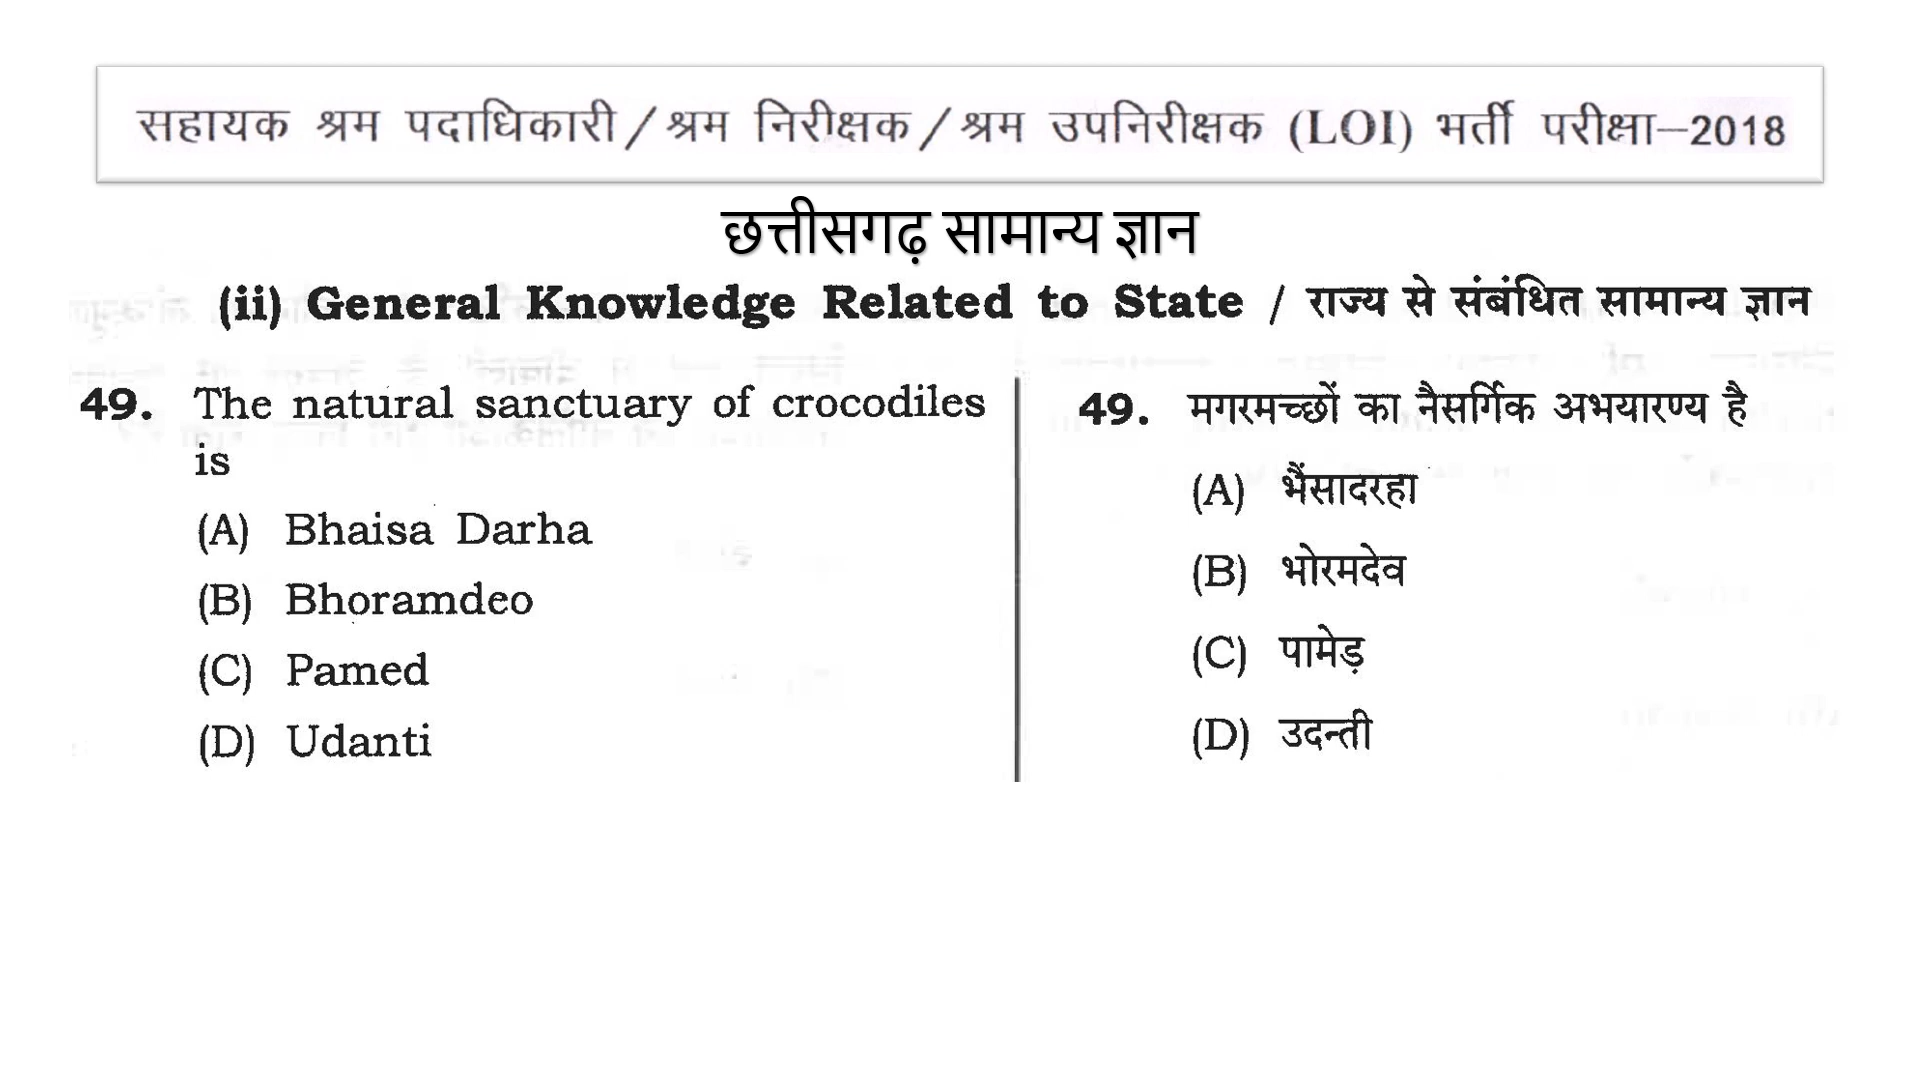 सहायक श्रम पदाधिकारी/श्रम निरीक्षक/श्रम उपनिरीक्षक (LOI) भर्ती परीक्षा–2018
छत्तीसगढ़ सामान्य ज्ञान
(ii) General Knowledge Related to State / राज्य से संबंधित सामान्य ज्ञान
49. The natural sanctuary of crocodiles
is
(A) Bhaisa Darha
(B) Bhoramdeo
(C) Pamed
(D) Udanti
49. मगरमच्छों का नैसर्गिक अभयारण्य है
(A) भैंसादरहा
(B) भोरमदेव
(C) पामेड़
(D) उदन्ती